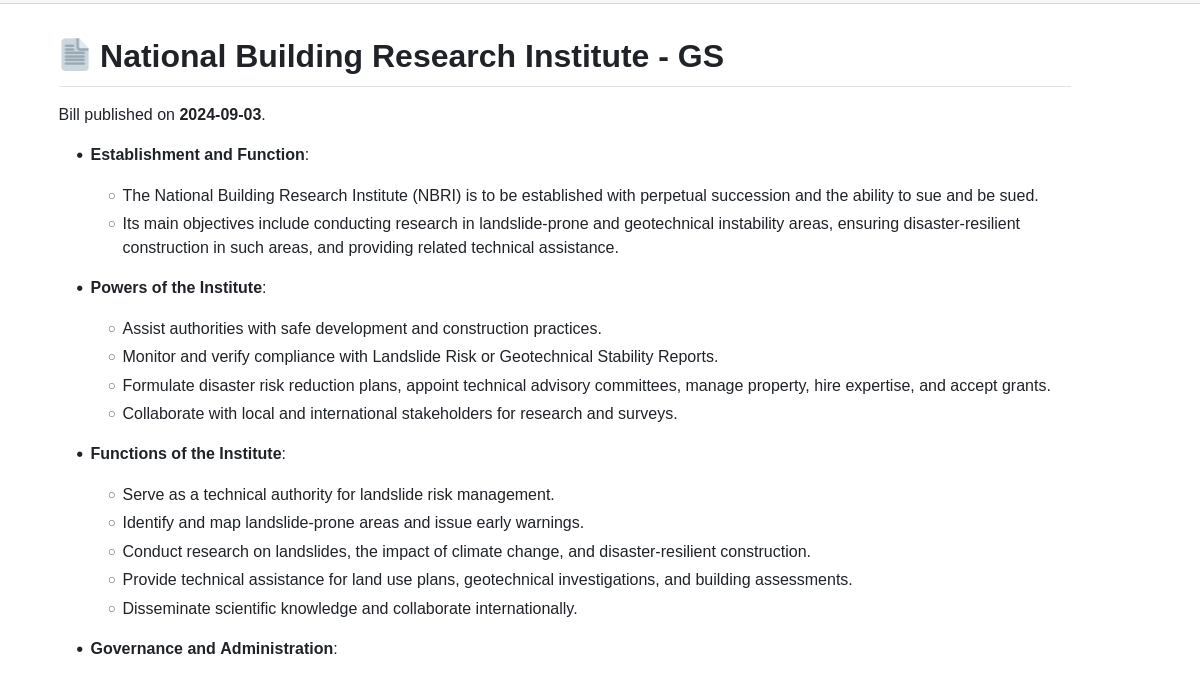 National Building Research Institute - GS
Bill published on 2024-09-03.
• Establishment and Function:
○ The National Building Research Institute (NBRI) is to be established with perpetual succession and the ability to sue and be sued.
○ Its main objectives include conducting research in landslide-prone and geotechnical instability areas, ensuring disaster-resilient
construction in such areas, and providing related technical assistance.
• Powers of the Institute:
○ Assist authorities with safe development and construction practices.
○ Monitor and verify compliance with Landslide Risk or Geotechnical Stability Reports.
○ Formulate disaster risk reduction plans, appoint technical advisory committees, manage property, hire expertise, and accept grants.
○ Collaborate with local and international stakeholders for research and surveys.
• Functions of the Institute:
○ Serve as a technical authority for landslide risk management.
○ Identify and map landslide-prone areas and issue early warnings.
○ Conduct research on landslides, the impact of climate change, and disaster-resilient construction.
○ Provide technical assistance for land use plans, geotechnical investigations, and building assessments.
○ Disseminate scientific knowledge and collaborate internationally.
• Governance and Administration: